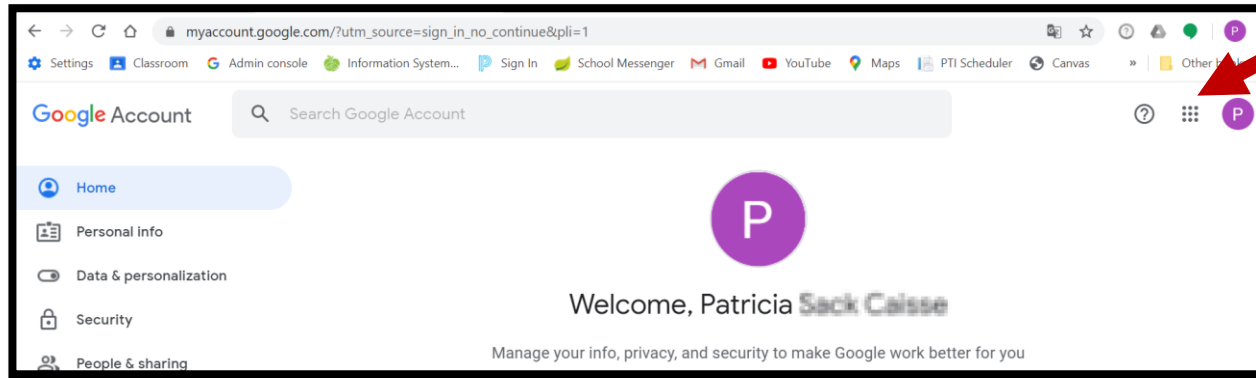 myaccount.google.com/?utm_source=sign_in_no_continue&pli=1 P
Settings Classroom G Admin console Information System... Sign In School Messenger Gmail YouTube Maps PTI Scheduler Canvas » Other
Google Account Search Google Account P
Home
P
Personal info
Data & personalization
Welcome, Patricia
Security
Manage your info, privacy, and security to make Google work better for you
People & sharing